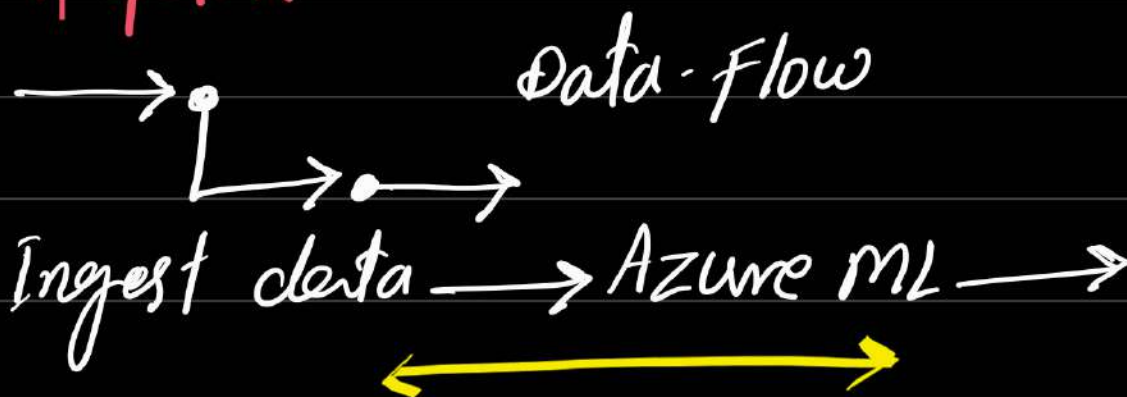 Data-Flow
Ingest data → Azure ML →